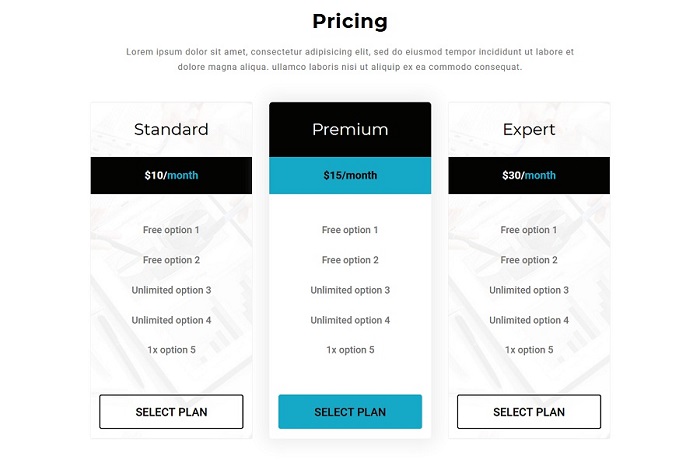 Pricing
Lorem ipsum dolor sit amet, consectetur adipisicing elit, sed do eiusmod tempor incididunt ut labore et
dolore magna aliqua. ullamco laboris nisi ut aliquip ex ea commodo consequat.
Standard
$10/month
Free option 1
Free option 2
Unlimited option 3
Unlimited option 4
1x option 5
SELECT PLAN
Premium
$15/month
Free option 1
Free option 2
Unlimited option 3
Unlimited option 4
1x option 5
SELECT PLAN
Expert
$30/month
Free option 1
Free option 2
Unlimited option 3
Unlimited option 4
1x option 5
SELECT PLAN